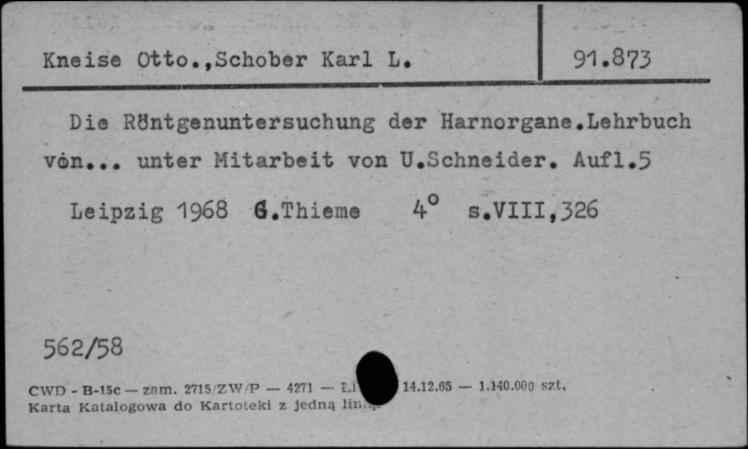 Kneise Otto.,Schober Karl L.
91.873
Die Röntgenuntersuchung der Harnorgane.Lehrbuch
von... unter Mitarbeit von U.Schneider. Aufl.5
Leipzig 1968 G.Thieme 4° s.VIII,326
562/58
CWD - B-15c — zam. 2715/ZW/P — 4271 — 14.12.65 — 1.140.000 szt.
Karta Katalogowa do Kartoteki z jedną